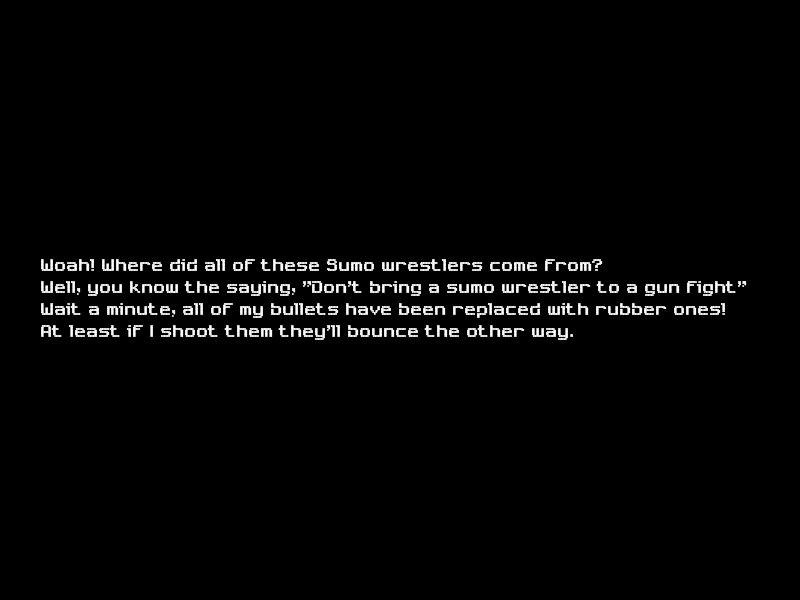 Woah! Where did all of these Sumo wrestlers come from?
Well, you know the saying, "Don't bring a sumo wrestler to a gun fight"
Wait a minute, all of my bullets have been replaced with rubber ones!
At least if I shoot them they'll bounce the other way.